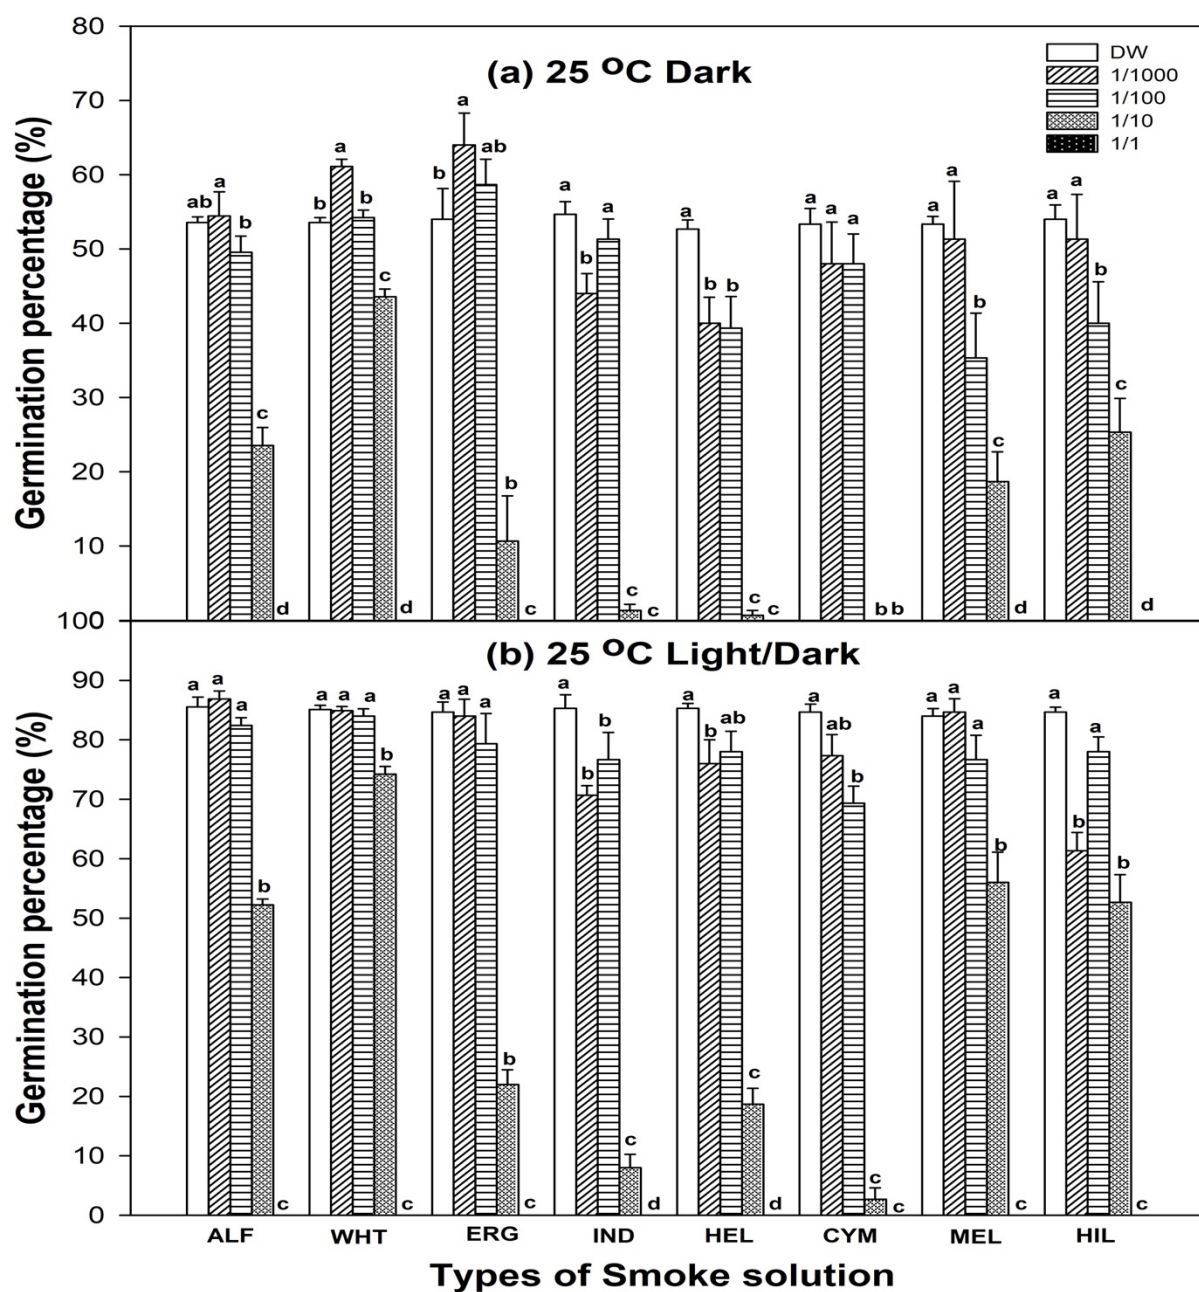 80
(a) 25 °C Dark
DW
1/1000
1/100
1/10
1/1
70
60
50
40
30
20
10
100
Germination percentage (%)
ab a b c d
b a b c d
b a ab b c
a b a c c
a b b c c
a a a b b
a a b c d
a a b c d
(b) 25 °C Light/Dark
90
80
70
60
50
40
30
20
10
0
Germination percentage (%)
a a a b c
a a a b c
a a a b c
a b b c d
a b ab c d
a ab b c c
a a a b c
a b a b c
ALF WHT ERG IND HEL CYM MEL HIL
Types of Smoke solution